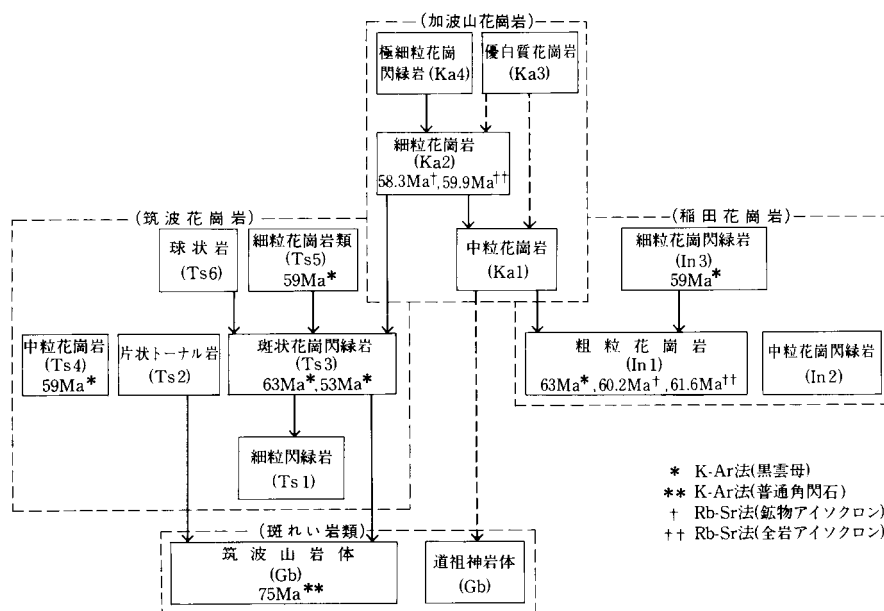 (加波山花崗岩)
極細粒花崗
閃緑岩(Ka4)
優白質花崗岩
(Ka3)
細粒花崗岩
(Ka2)
58.3Ma†,59.9Ma††
中粒花崗岩
(Ka1)
(筑波花崗岩)
球状岩
(Ts6)
細粒花崗岩類
(Ts5)
59Ma*
中粒花崗岩
(Ts4)
59Ma*
片状トーナル岩
(Ts2)
斑状花崗閃緑岩
(Ts3)
63Ma*,53Ma*
細粒閃緑岩
(Ts1)
(稲田花崗岩)
細粒花崗閃緑岩
(In3)
59Ma*
粗粒花崗岩
(In1)
63Ma*,60.2Ma†,61.6Ma††
中粒花崗閃緑岩
(In2)
(斑れい岩類)
筑波山岩体
(Gb)
75Ma**
道祖神岩体
(Gb)
* K-Ar法(黒雲母)
** K-Ar法(普通角閃石)
† Rb-Sr法(鉱物アイソクロン)
†† Rb-Sr法(全岩アイソクロン)